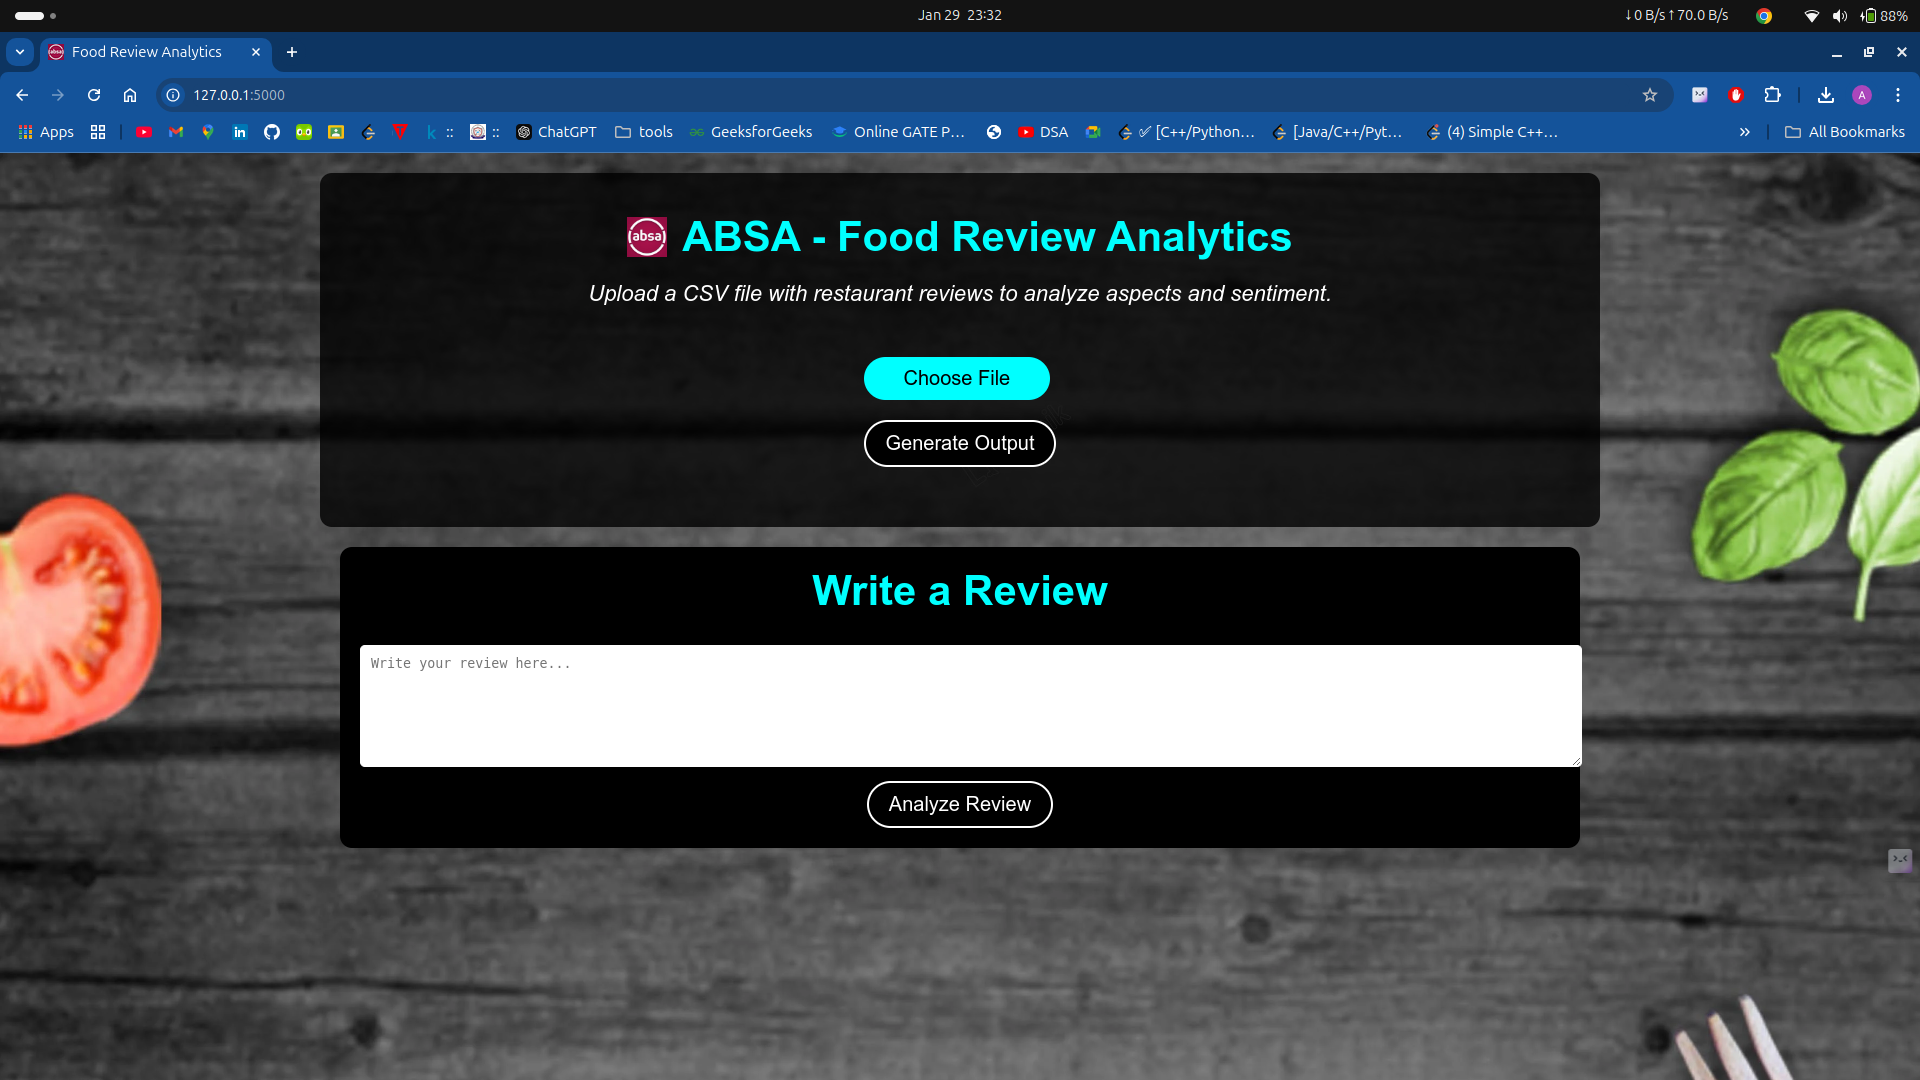 Jan 29 23:32
↓0 B/s↑70.0 B/s
88%
absa
Food Review Analytics
127.0.0.1:5000
A
Apps
in
k ::
::
ChatGPT
tools
GeeksforGeeks
Online GATE P...
DSA
✓ [C++/Python...
[Java/C++/Pyt...
(4) Simple C++...
»
All Bookmarks
(absa) ABSA - Food Review Analytics
Upload a CSV file with restaurant reviews to analyze aspects and sentiment.
Choose File
Generate Output
Write a Review
Write your review here...
Analyze Review